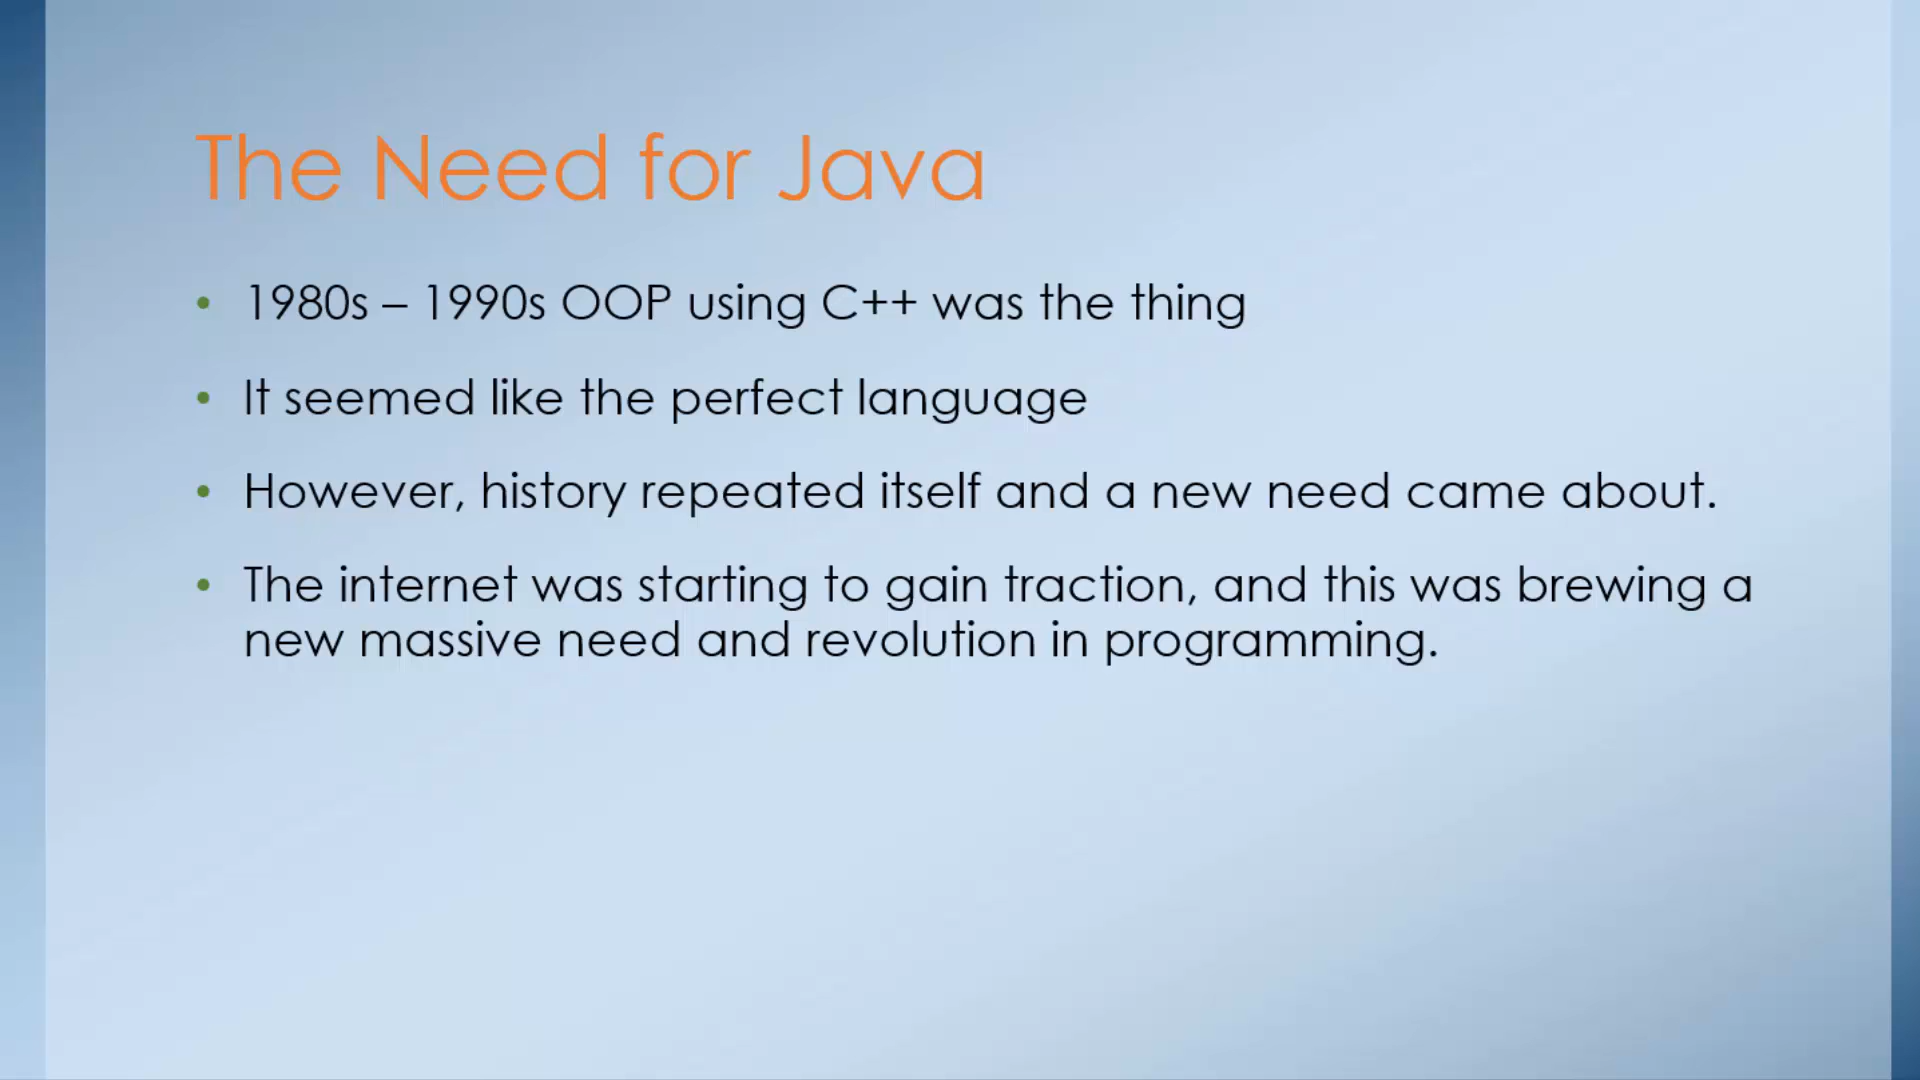 The Need for Java
• 1980s – 1990s OOP using C++ was the thing
• It seemed like the perfect language
• However, history repeated itself and a new need came about.
• The internet was starting to gain traction, and this was brewing a
new massive need and revolution in programming.